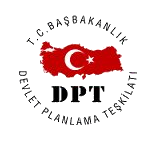 T.C. BAŞBAKANLIK
DPT
DEVLET PLANLAMA TEŞKİLATI